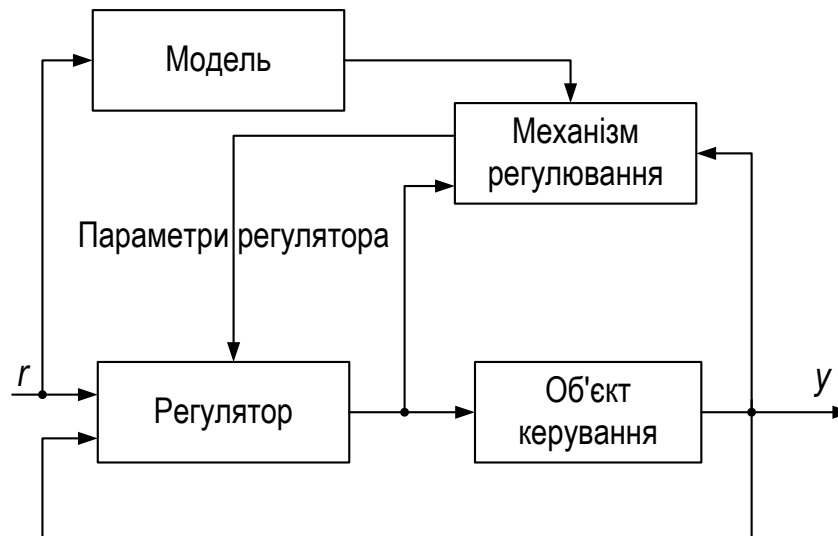 Модель
Механізм
регулювання
Параметри регулятора
r
Регулятор
Об'єкт
керування
y